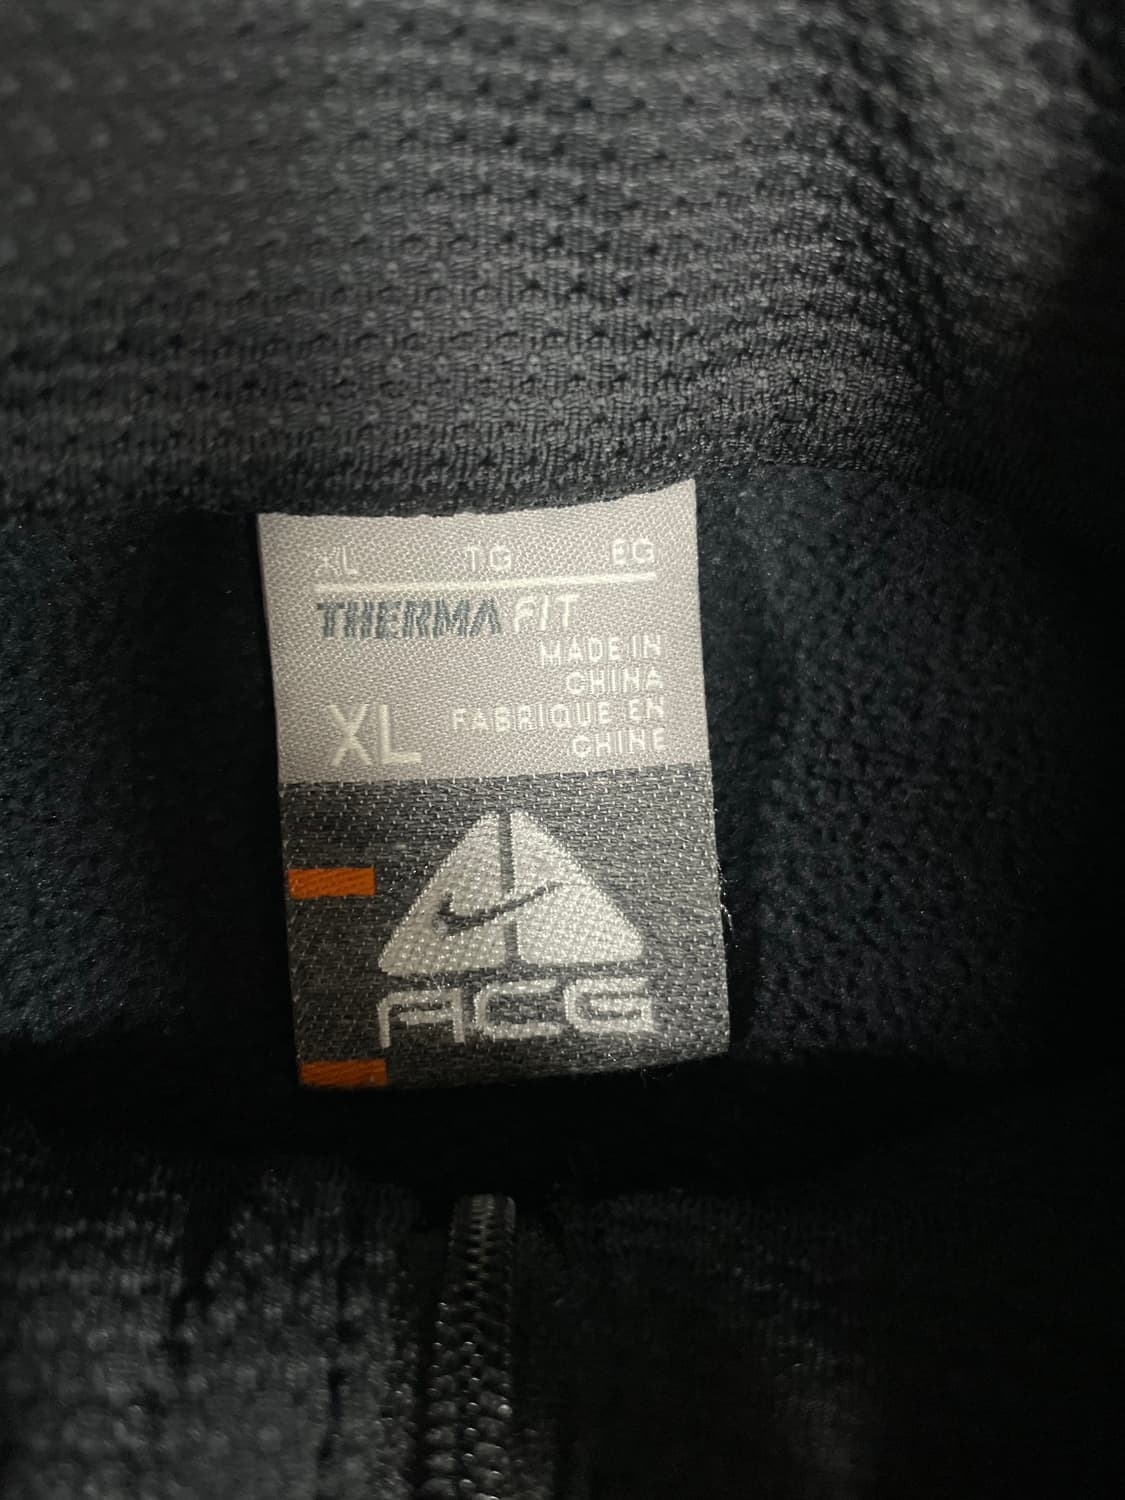 XL TG EG
THERMA FIT
MADE IN
CHINA
XL
FABRIQUE EN
CHINE
ACG